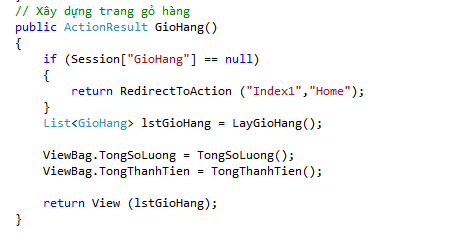 // Xây dựng trang gỏ hàng
public ActionResult GioHang()
{
if (Session["GioHang"] == null)
{
return RedirectToAction ("Index1","Home");
}
List<GioHang> lstGioHang = LayGioHang();
ViewBag.TongSoLuong = TongSoLuong();
ViewBag.TongThanhTien = TongThanhTien();
return View (lstGioHang);
}